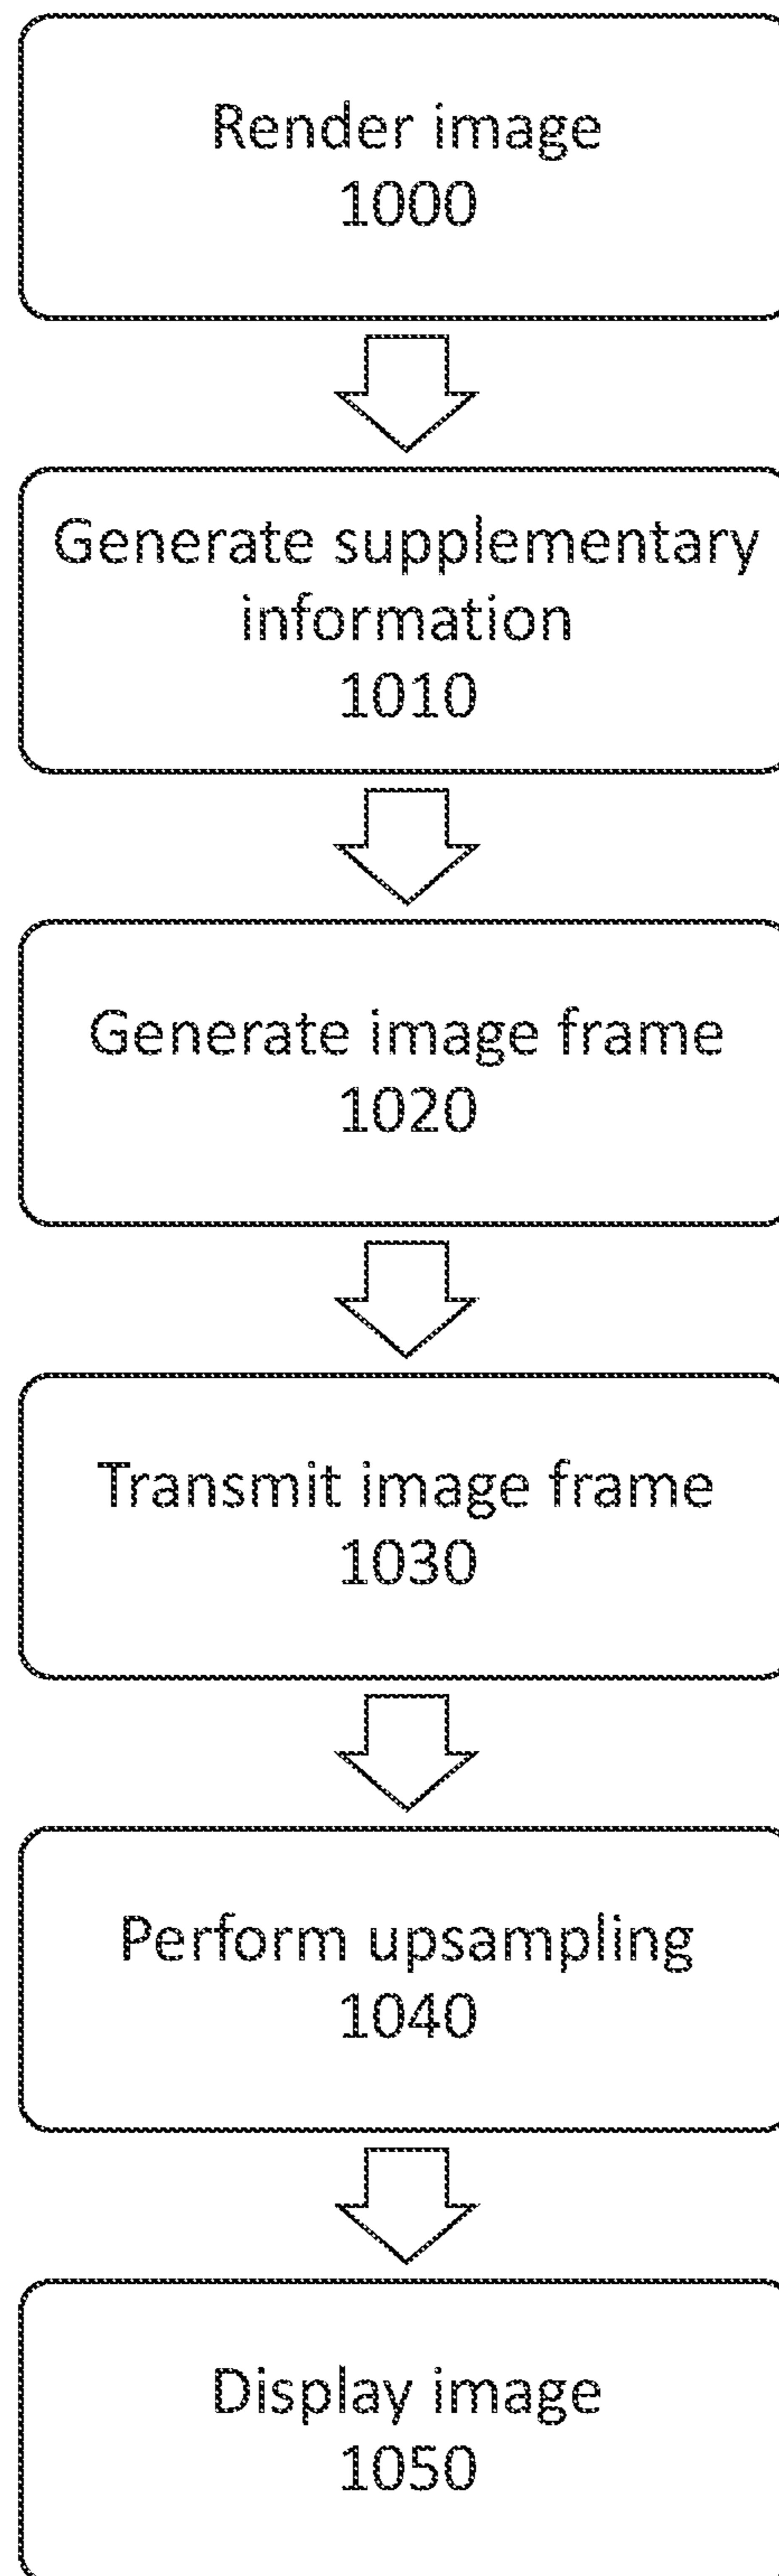 Render image
1000
Generate supplementary
information
1010
Generate image frame
1020
Transmit image frame
1030
Perform upsampling
1040
Display image
1050